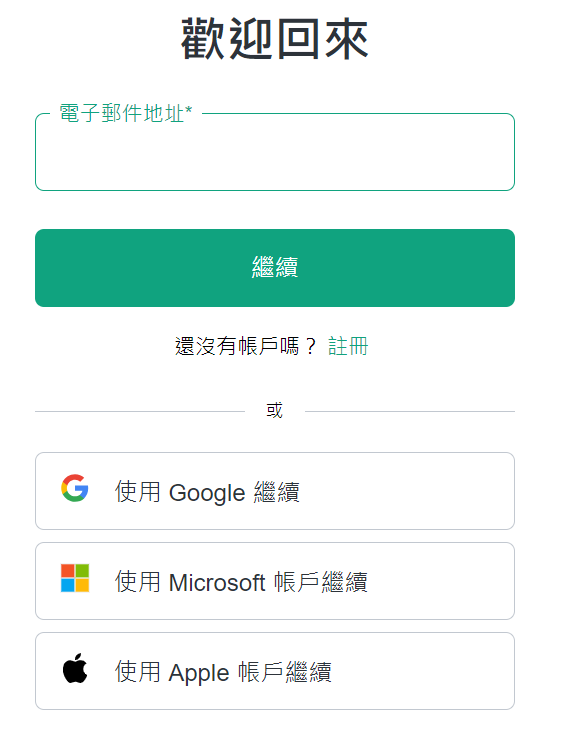 歡迎回來
電子郵件地址*
繼續
還沒有帳戶嗎？ 註冊
或
使用 Google 繼續
使用 Microsoft 帳戶繼續
使用 Apple 帳戶繼續